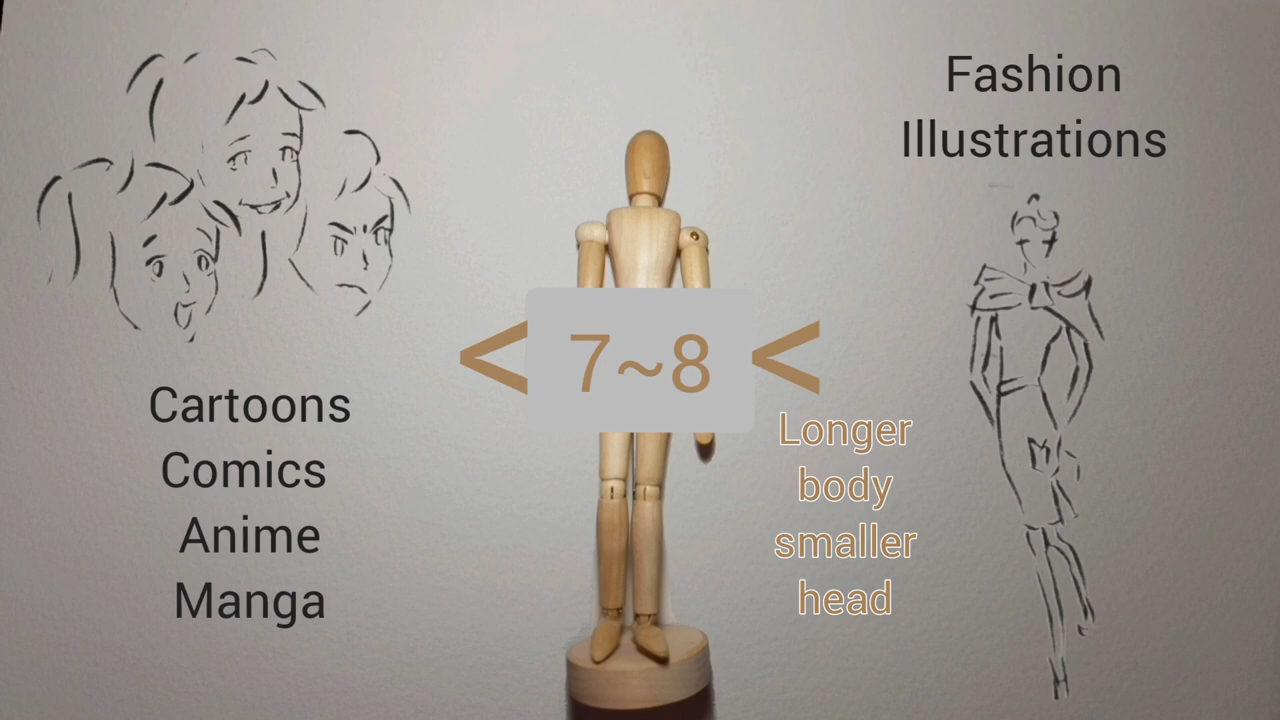 Cartoons
Comics
Anime
Manga
<
7~8
<
Longer
body
smaller
head
Fashion
Illustrations